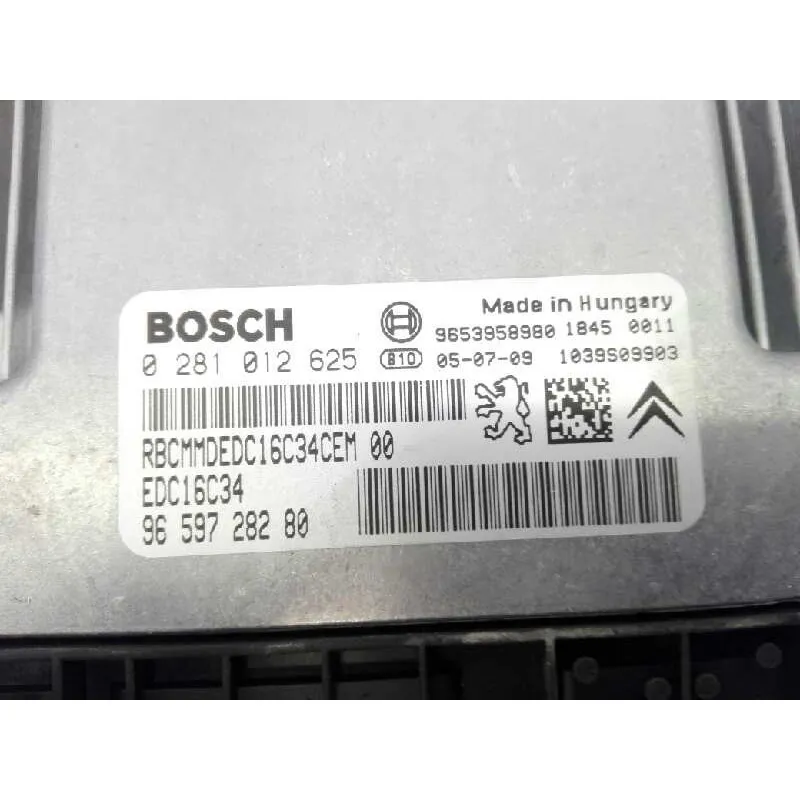 BOSCH
Made in Hungary
9653958980 1845 0011
0 281 012 625
B10
05-07-09 1039S09903
RBCMMDEDC16C34CEM 00
EDC16C34
96 597 282 80